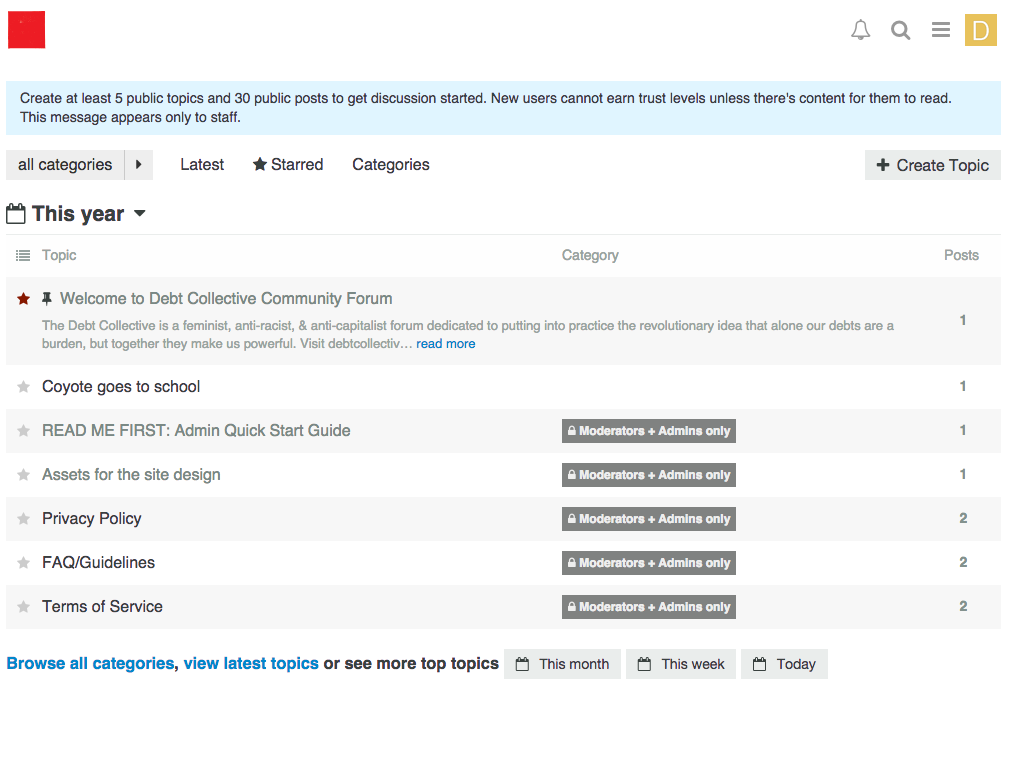 D
Create at least 5 public topics and 30 public posts to get discussion started. New users cannot earn trust levels unless there's content for them to read.
This message appears only to staff.
all categories Latest Starred Categories Create Topic
This year
Topic Category Posts
Welcome to Debt Collective Community Forum
The Debt Collective is a feminist, anti-racist, & anti-capitalist forum dedicated to putting into practice the revolutionary idea that alone our debts are a
burden, but together they make us powerful. Visit debtcollectiv… read more
1
Coyote goes to school 1
READ ME FIRST: Admin Quick Start Guide Moderators + Admins only 1
Assets for the site design Moderators + Admins only 1
Privacy Policy Moderators + Admins only 2
FAQ/Guidelines Moderators + Admins only 2
Terms of Service Moderators + Admins only 2
Browse all categories, view latest topics or see more top topics This month This week Today